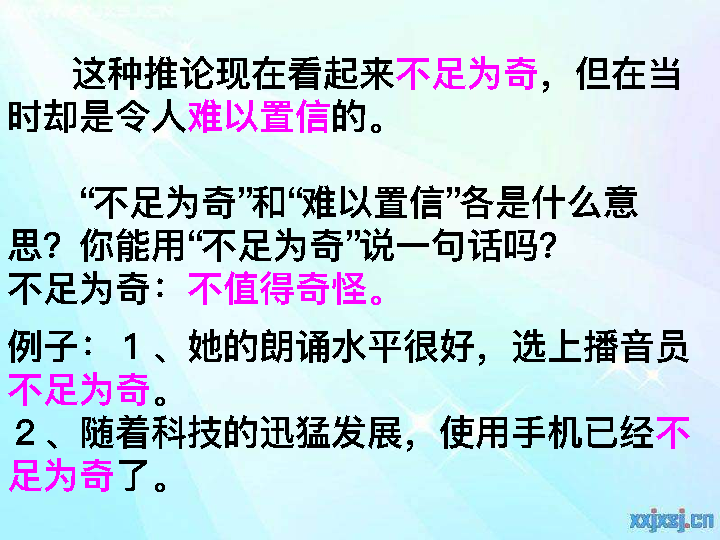 这种推论现在看起来不足为奇，但在当
时却是令人难以置信的。
“不足为奇”和“难以置信”各是什么意
思？你能用“不足为奇”说一句话吗？
不足为奇：不值得奇怪。
例子：１、她的朗诵水平很好，选上播音员
不足为奇。
２、随着科技的迅猛发展，使用手机已经不
足为奇了。
xxjxsj.cn